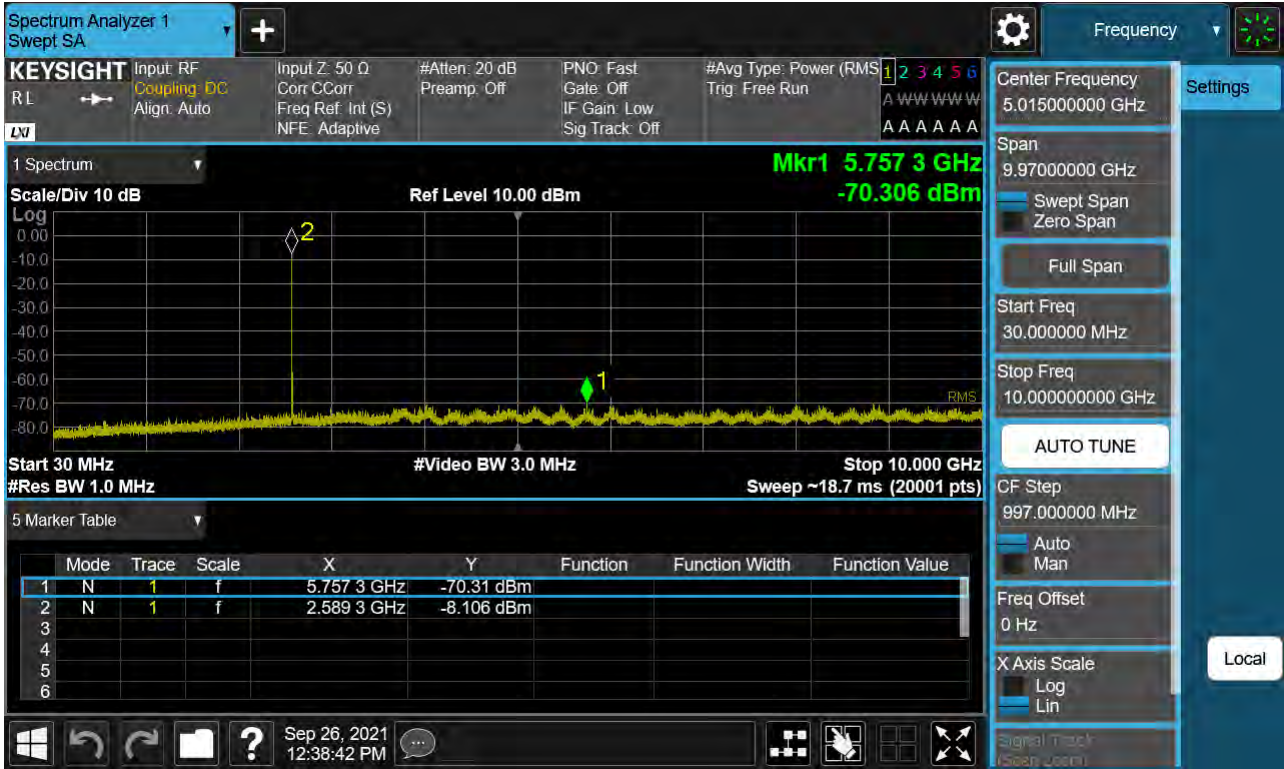 Spectrum Analyzer 1
Swept SA
Frequency
KEYSIGHT
R L
LXI
Input: RF
Coupling: DC
Align: Auto
Input Z: 50 Ω
Corr CCorr
Freq Ref: Int (S)
NFE: Adaptive
#Atten: 20 dB
Preamp: Off
PNO: Fast
Gate: Off
IF Gain: Low
Sig Track: Off
#Avg Type: Power (RMS
Trig: Free Run
1 2 3 4 5 6
A W W W W W
A A A A A A
1 Spectrum
Scale/Div 10 dB
Ref Level 10.00 dBm
Mkr1 5.757 3 GHz
-70.306 dBm
Log
0.00
-10.0
-20.0
-30.0
-40.0
-50.0
-60.0
-70.0
-80.0
2
1
RMS
Start 30 MHz
#Video BW 3.0 MHz
Stop 10.000 GHz
#Res BW 1.0 MHz
Sweep ~18.7 ms (20001 pts)
5 Marker Table
Mode Trace Scale X Y Function Function Width Function Value
1 N 1 f 5.757 3 GHz -70.31 dBm
2 N 1 f 2.589 3 GHz -8.106 dBm
3
4
5
6
Sep 26, 2021
12:38:42 PM
Center Frequency
5.015000000 GHz
Span
9.97000000 GHz
Swept Span
Zero Span
Full Span
Start Freq
30.000000 MHz
Stop Freq
10.000000000 GHz
AUTO TUNE
CF Step
997.000000 MHz
Auto
Man
Freq Offset
0 Hz
X Axis Scale
Log
Lin
Signal Track
(Span Zoom)
Settings
Local